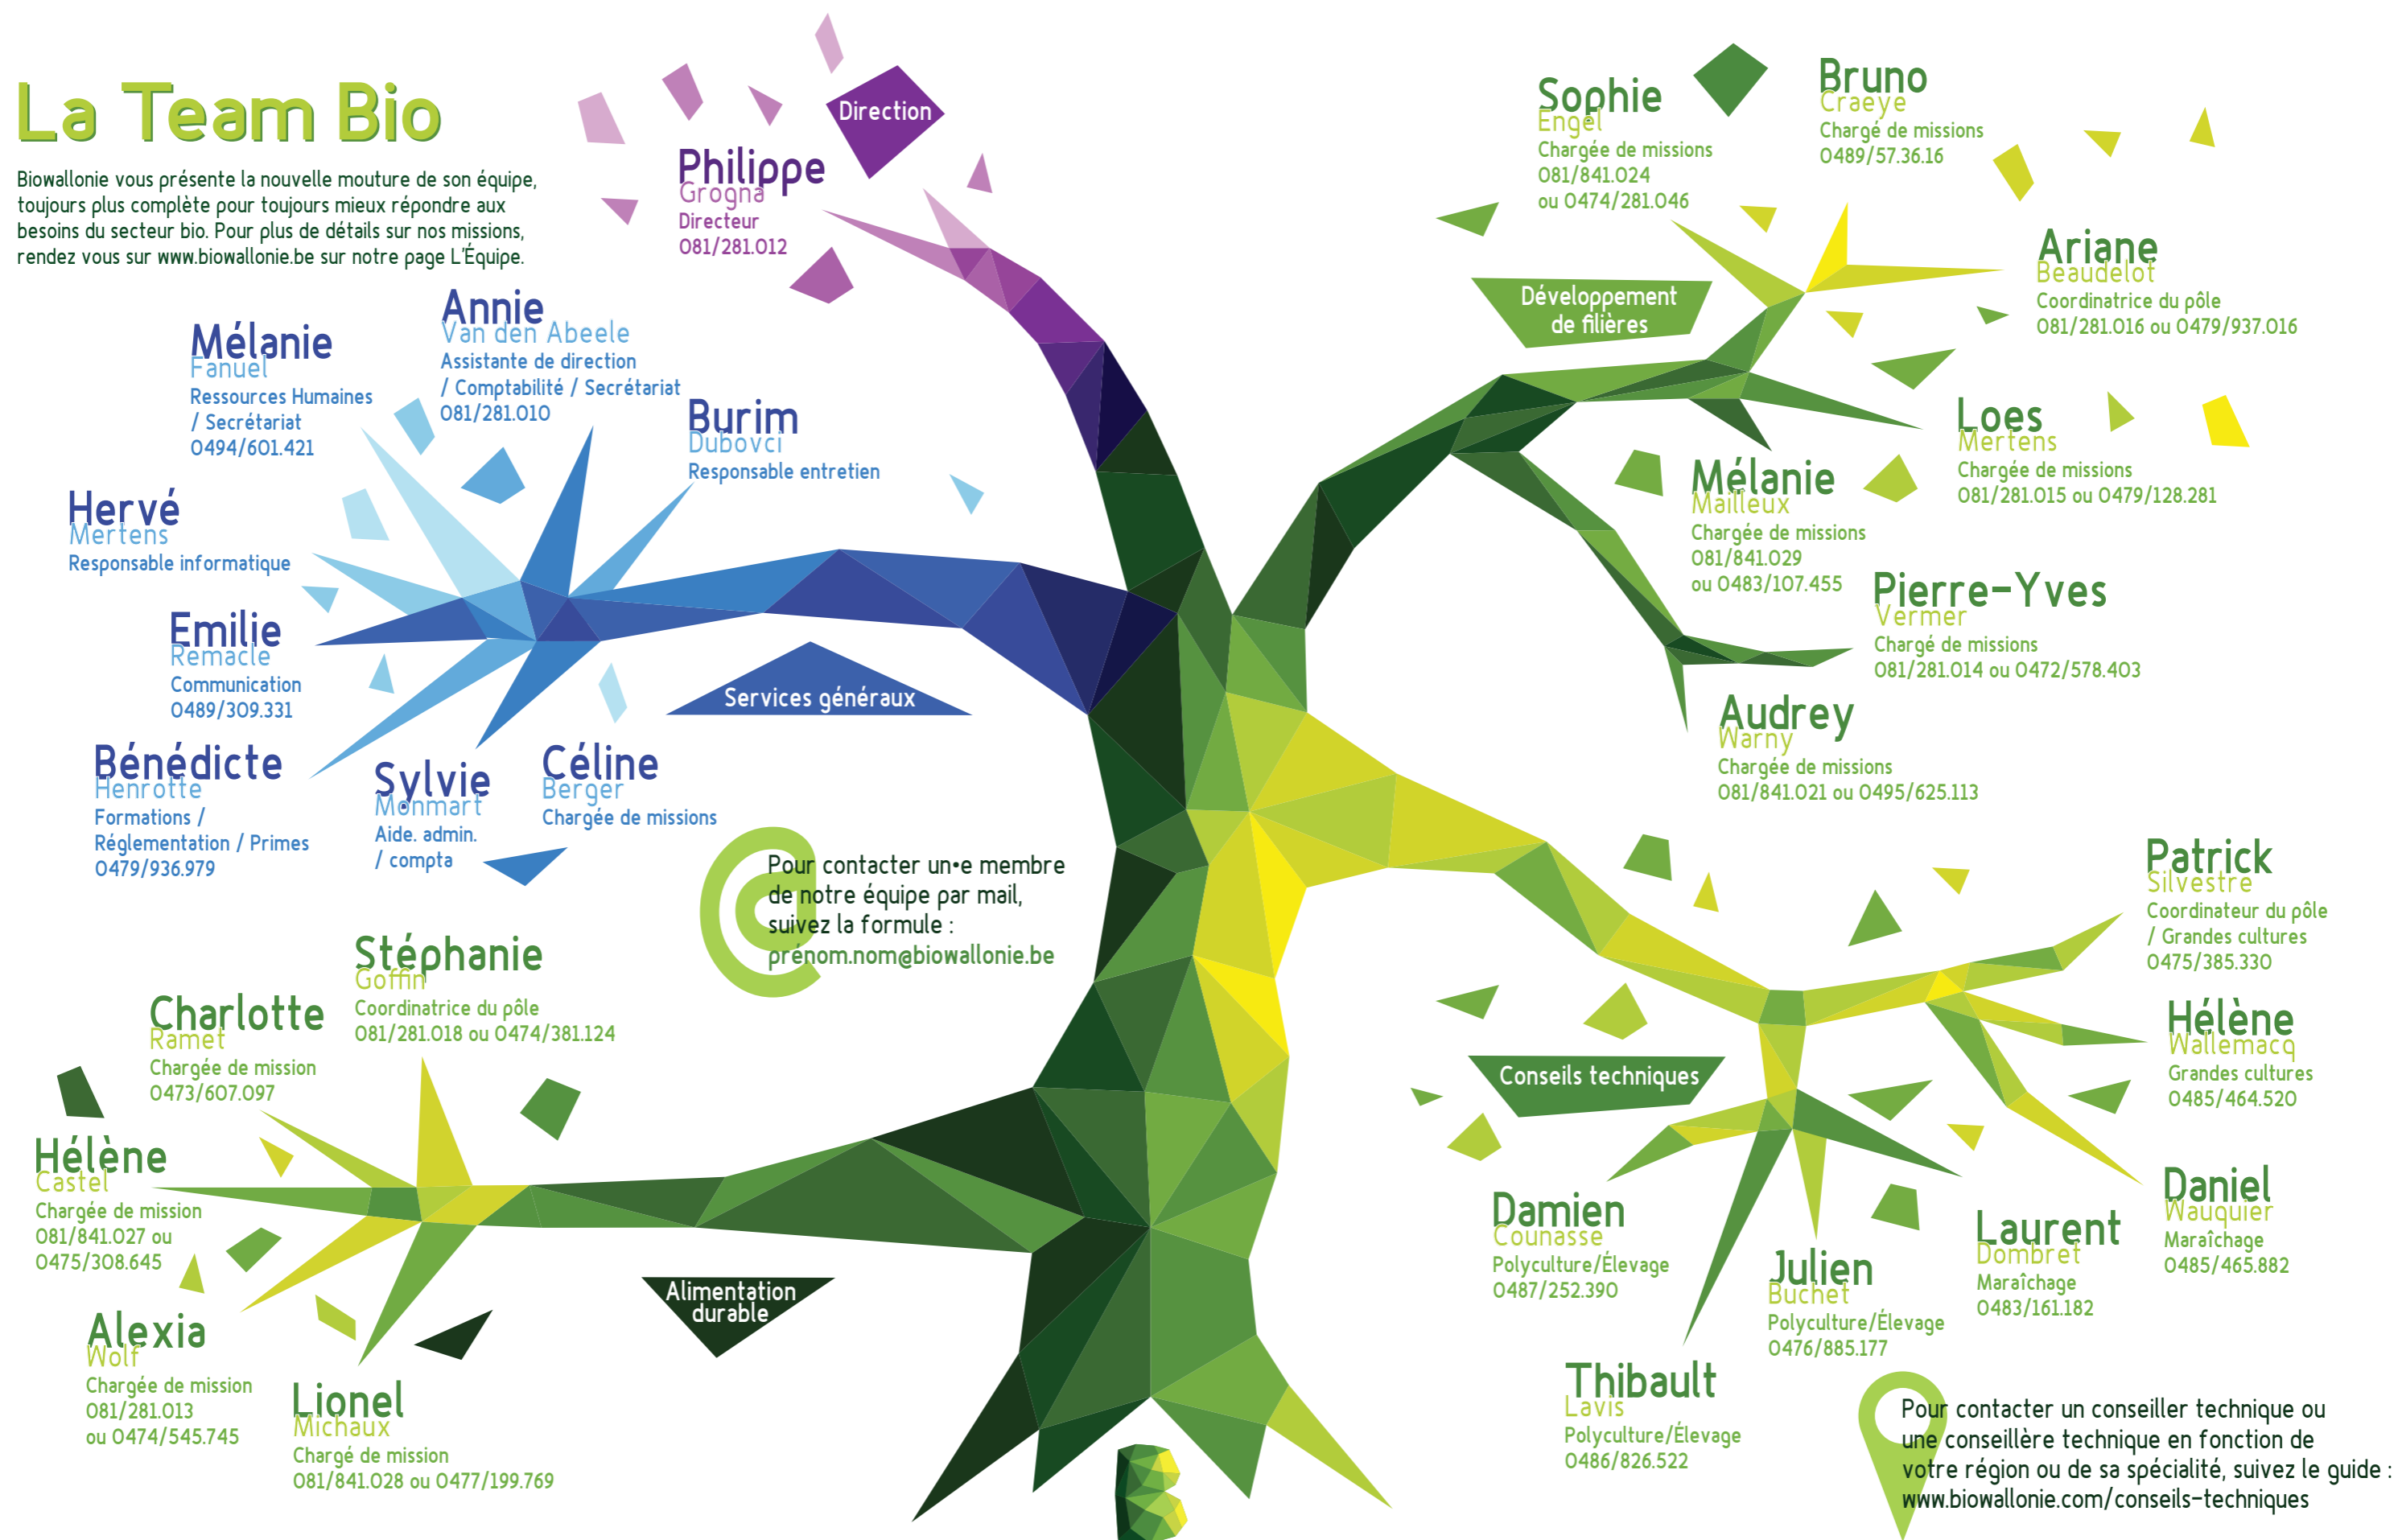 La Team Bio
Biowallonie vous présente la nouvelle mouture de son équipe,
toujours plus complète pour toujours mieux répondre aux
besoins du secteur bio. Pour plus de détails sur nos missions,
rendez vous sur www.biowallonie.be sur notre page L'Équipe.
Direction
Philippe
Grogna
Directeur
081/281.012
Mélanie
Fanuel
Ressources Humaines
/ Secrétariat
0494/601.421
Annie
Van den Abeele
Assistante de direction
/ Comptabilité / Secrétariat
081/281.010
Burim
Dubovci
Responsable entretien
Hervé
Mertens
Responsable informatique
Emilie
Remacle
Communication
0489/309.331
Bénédicte
Henrotte
Formations /
Réglementation / Primes
0479/936.979
Sylvie
Monmart
Aide. admin.
/ compta
Céline
Berger
Chargée de missions
Services généraux
Pour contacter un•e membre
de notre équipe par mail,
suivez la formule :
prénom.nom@biowallonie.be
Stéphanie
Goffin
Coordinatrice du pôle
081/281.018 ou 0474/381.124
Charlotte
Ramet
Chargée de mission
0473/607.097
Hélène
Castel
Chargée de mission
081/841.027 ou
0475/308.645
Alexia
Wolf
Chargée de mission
081/281.013
ou 0474/545.745
Lionel
Michaux
Chargé de mission
081/841.028 ou 0477/199.769
Alimentation
durable
Sophie
Engel
Chargée de missions
081/841.024
ou 0474/281.046
Bruno
Craeye
Chargé de missions
0489/57.36.16
Ariane
Beaudelot
Coordinatrice du pôle
081/281.016 ou 0479/937.016
Développement
de filières
Loes
Mertens
Chargée de missions
081/281.015 ou 0479/128.281
Mélanie
Mailleux
Chargée de missions
081/841.029
ou 0483/107.455
Pierre-Yves
Vermer
Chargé de missions
081/281.014 ou 0472/578.403
Audrey
Warny
Chargée de missions
081/841.021 ou 0495/625.113
Patrick
Silvestre
Coordinateur du pôle
/ Grandes cultures
0475/385.330
Hélène
Wallemacq
Grandes cultures
0485/464.520
Conseils techniques
Daniel
Wauquier
Maraîchage
0485/465.882
Laurent
Dombret
Maraîchage
0483/161.182
Damien
Counasse
Polyculture/Élevage
0487/252.390
Julien
Buchet
Polyculture/Élevage
0476/885.177
Thibault
Lavis
Polyculture/Élevage
0486/826.522
Pour contacter un conseiller technique ou
une conseillère technique en fonction de
votre région ou de sa spécialité, suivez le guide :
www.biowallonie.com/conseils-techniques